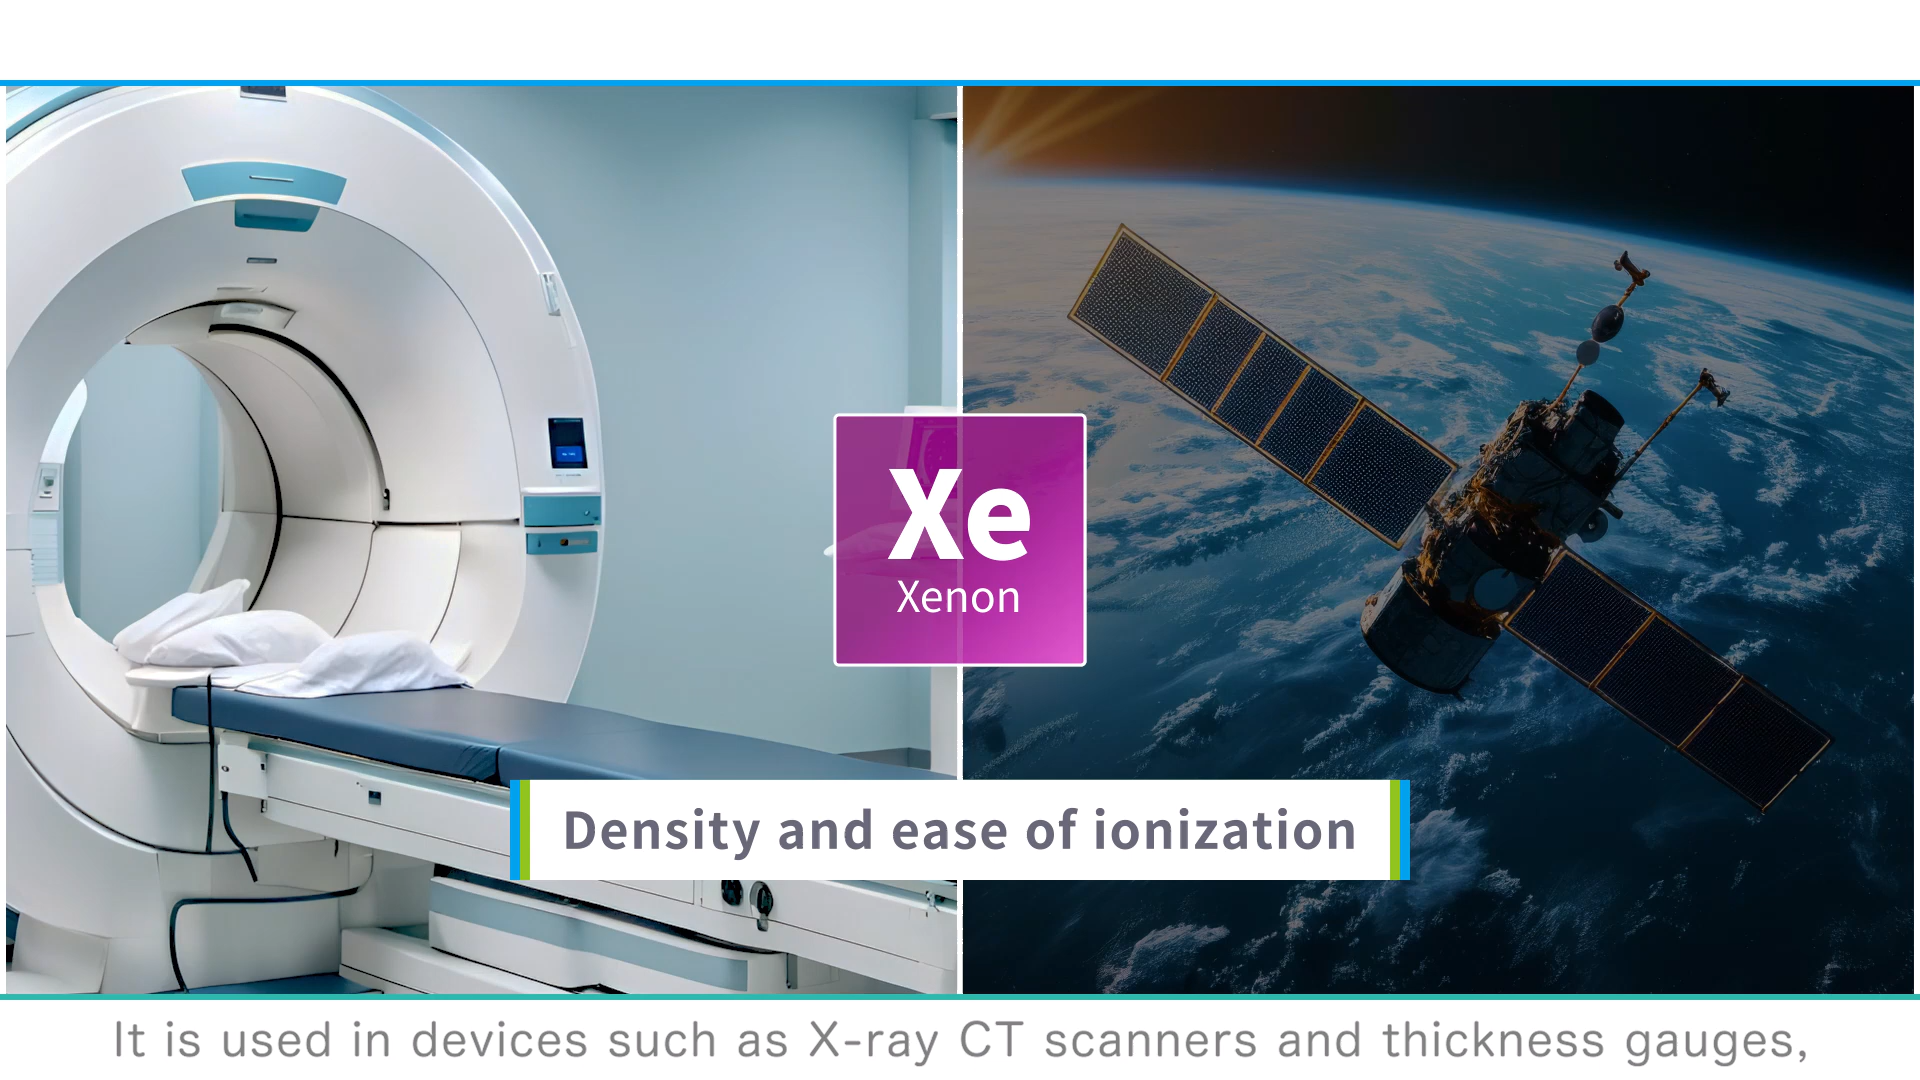 Xe
Xenon
Density and ease of ionization
It is used in devices such as X-ray CT scanners and thickness gauges,